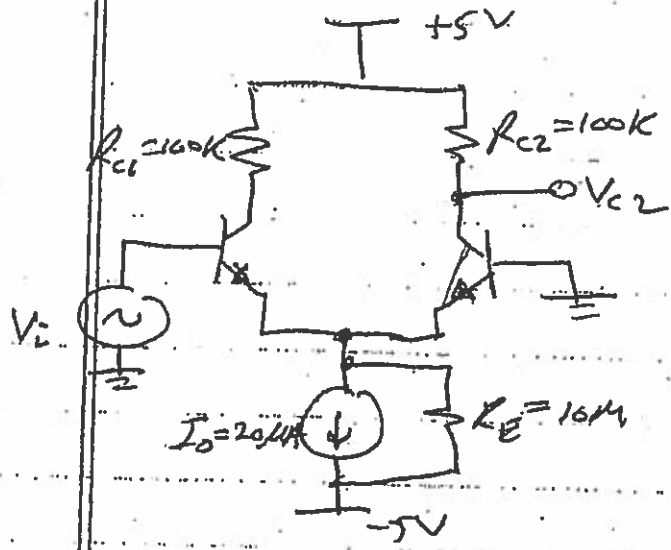 +5V
RC1=100K
RC2=100K
VC2
Vi
I0=20μA
RE=10M
-5V